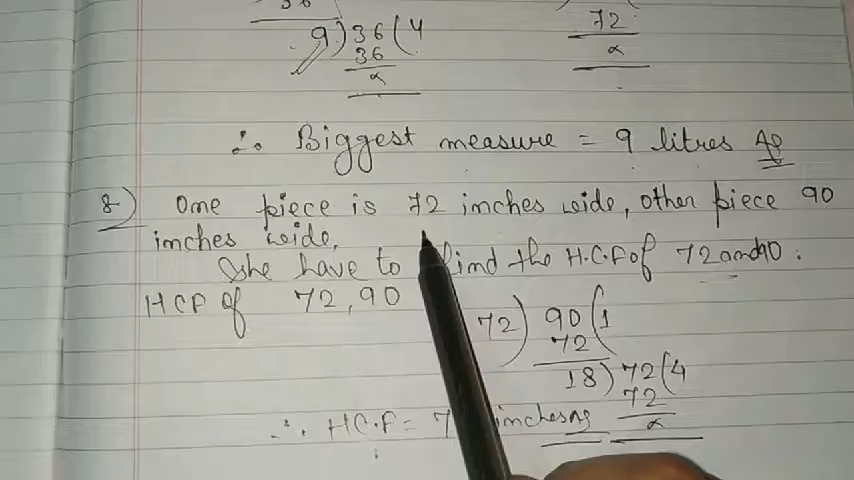 36
9) 36 (4
36
×
72
×
∴ Biggest measure = 9 litres
8) One piece is 72 inches wide, other piece 90
inches wide,
She have to find the H.C.F of 72 and 90.
HCF of 72, 90
72) 90 (1
72
18) 72 (4
72
×
∴ H.C.F = 7 inches